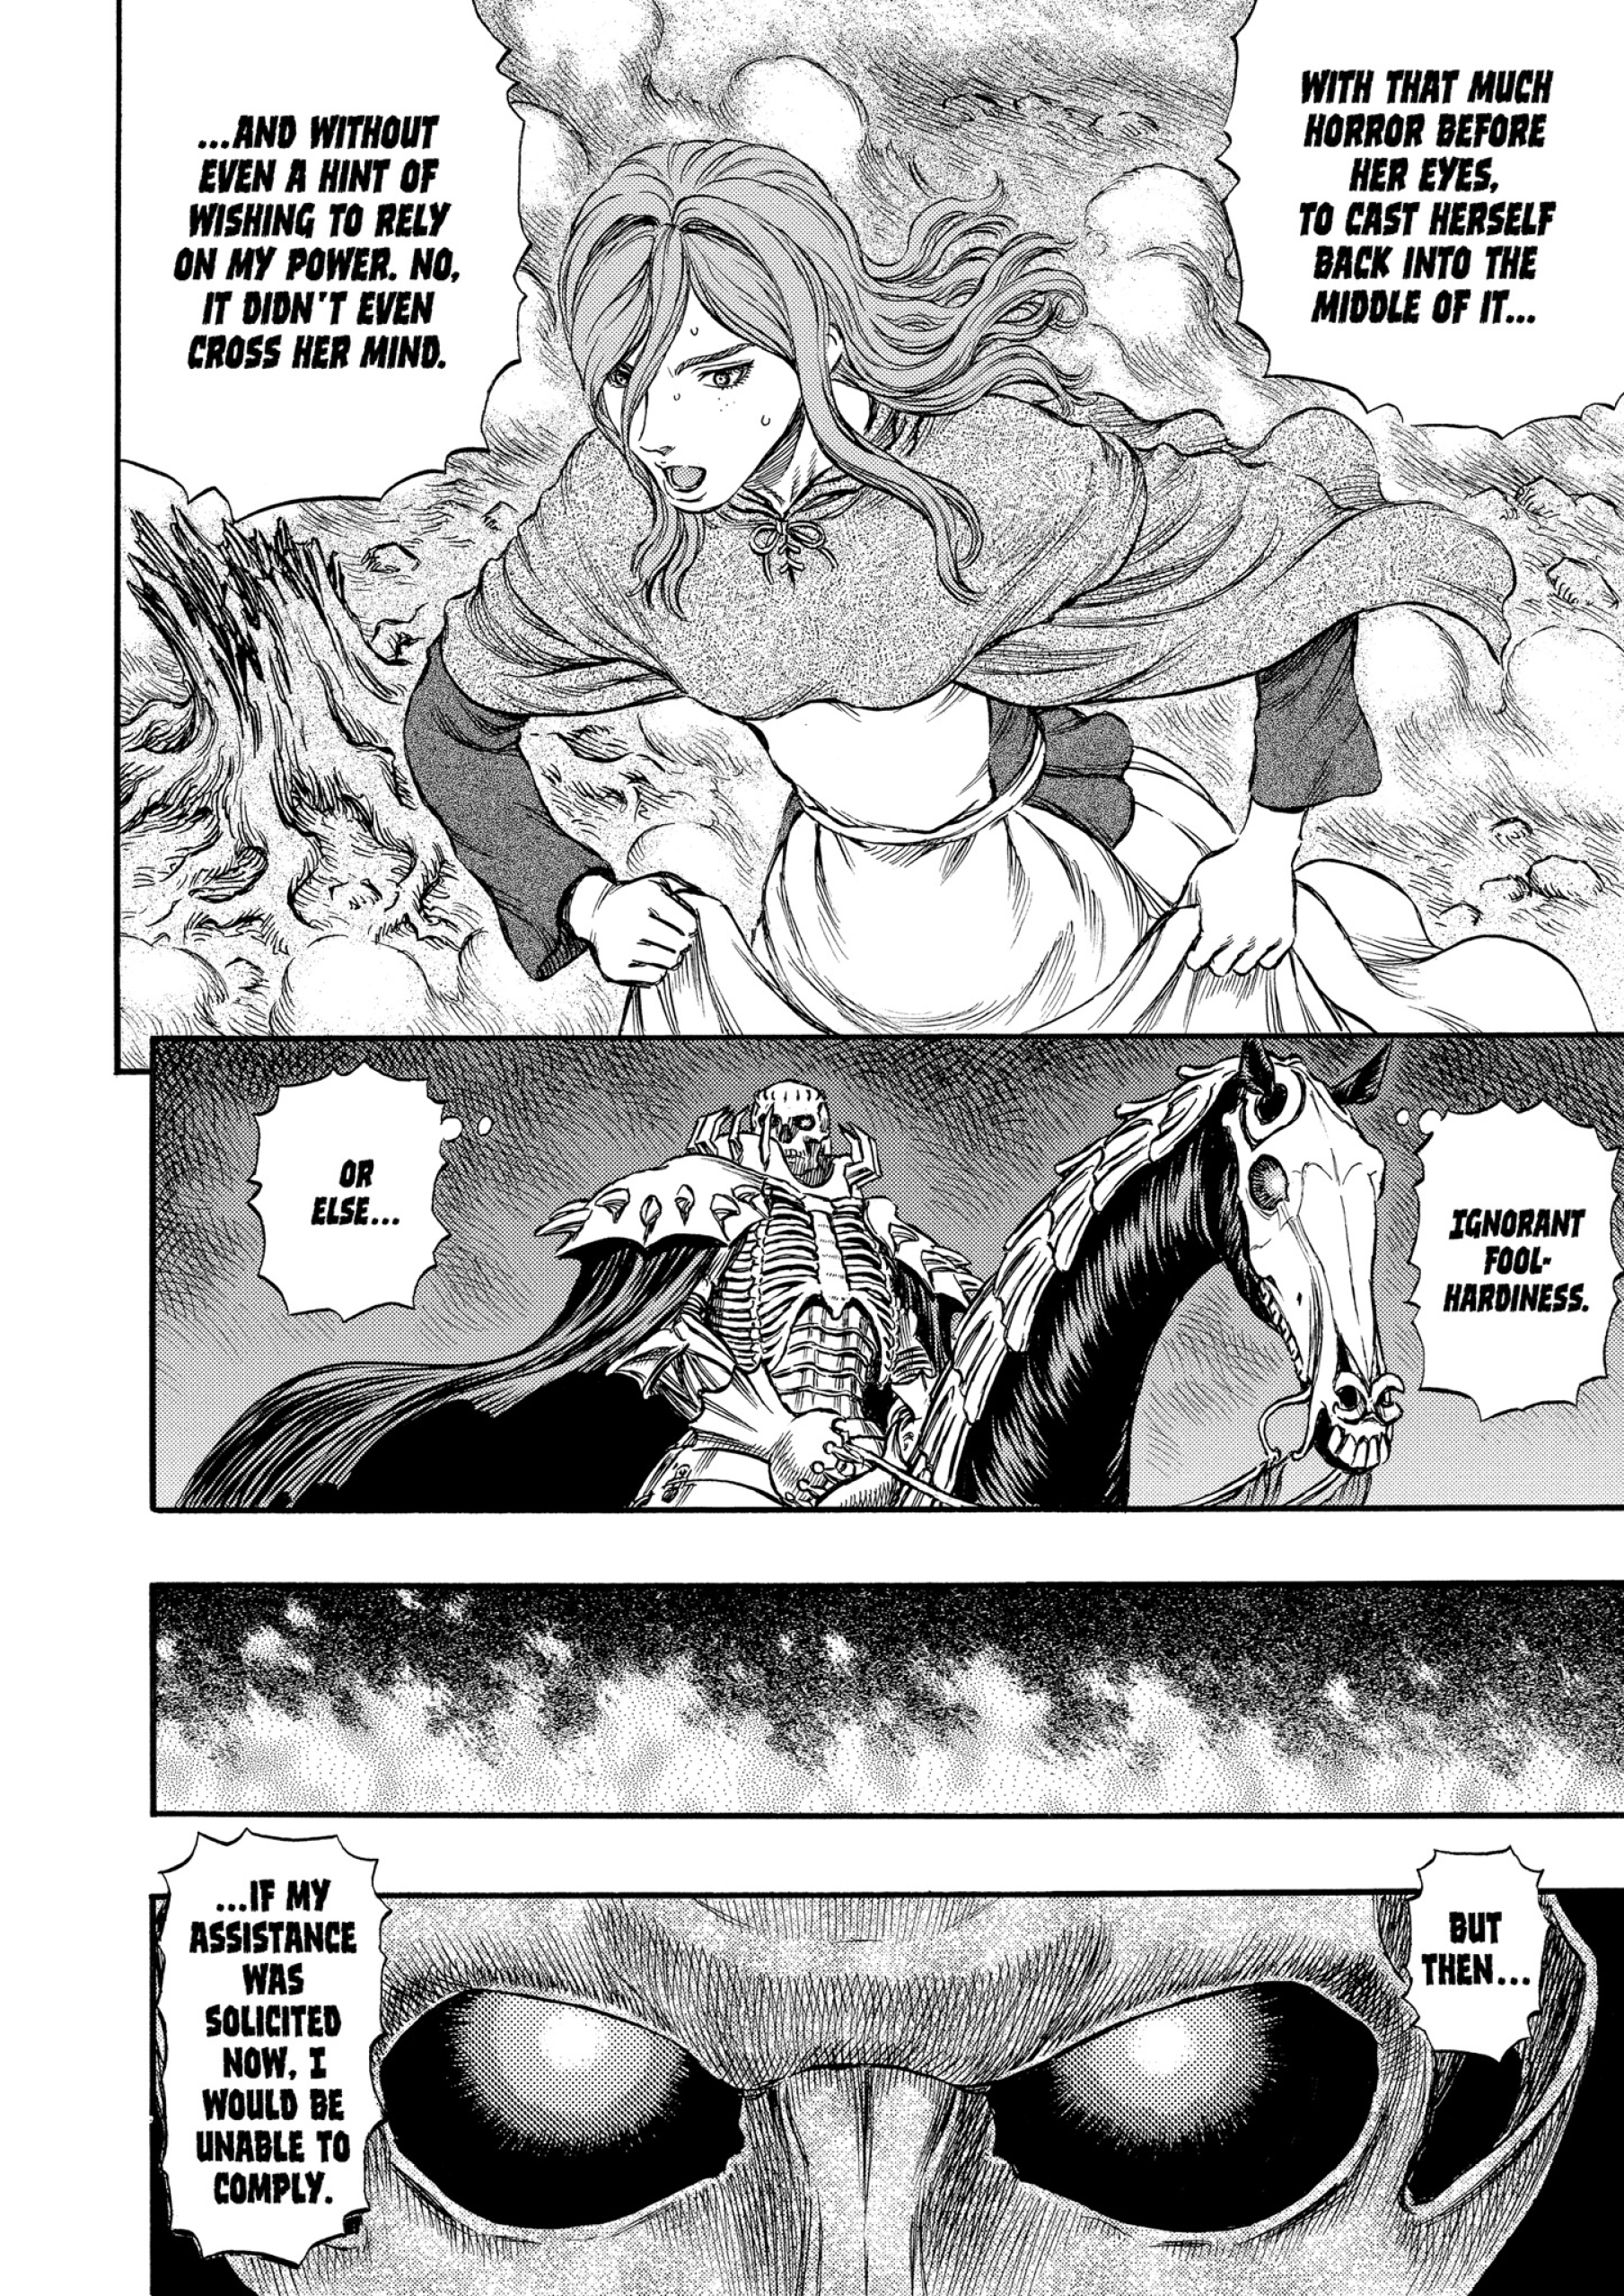 WITH THAT MUCH
HORROR BEFORE
HER EYES,
TO CAST HERSELF
BACK INTO THE
MIDDLE OF IT...
...AND WITHOUT
EVEN A HINT OF
WISHING TO RELY
ON MY POWER. NO,
IT DIDN'T EVEN
CROSS HER MIND.
IGNORANT
FOOL-
HARDINESS.
OR
ELSE...
BUT
THEN...
...IF MY
ASSISTANCE
WAS
SOLICITED
NOW, I
WOULD BE
UNABLE TO
COMPLY.